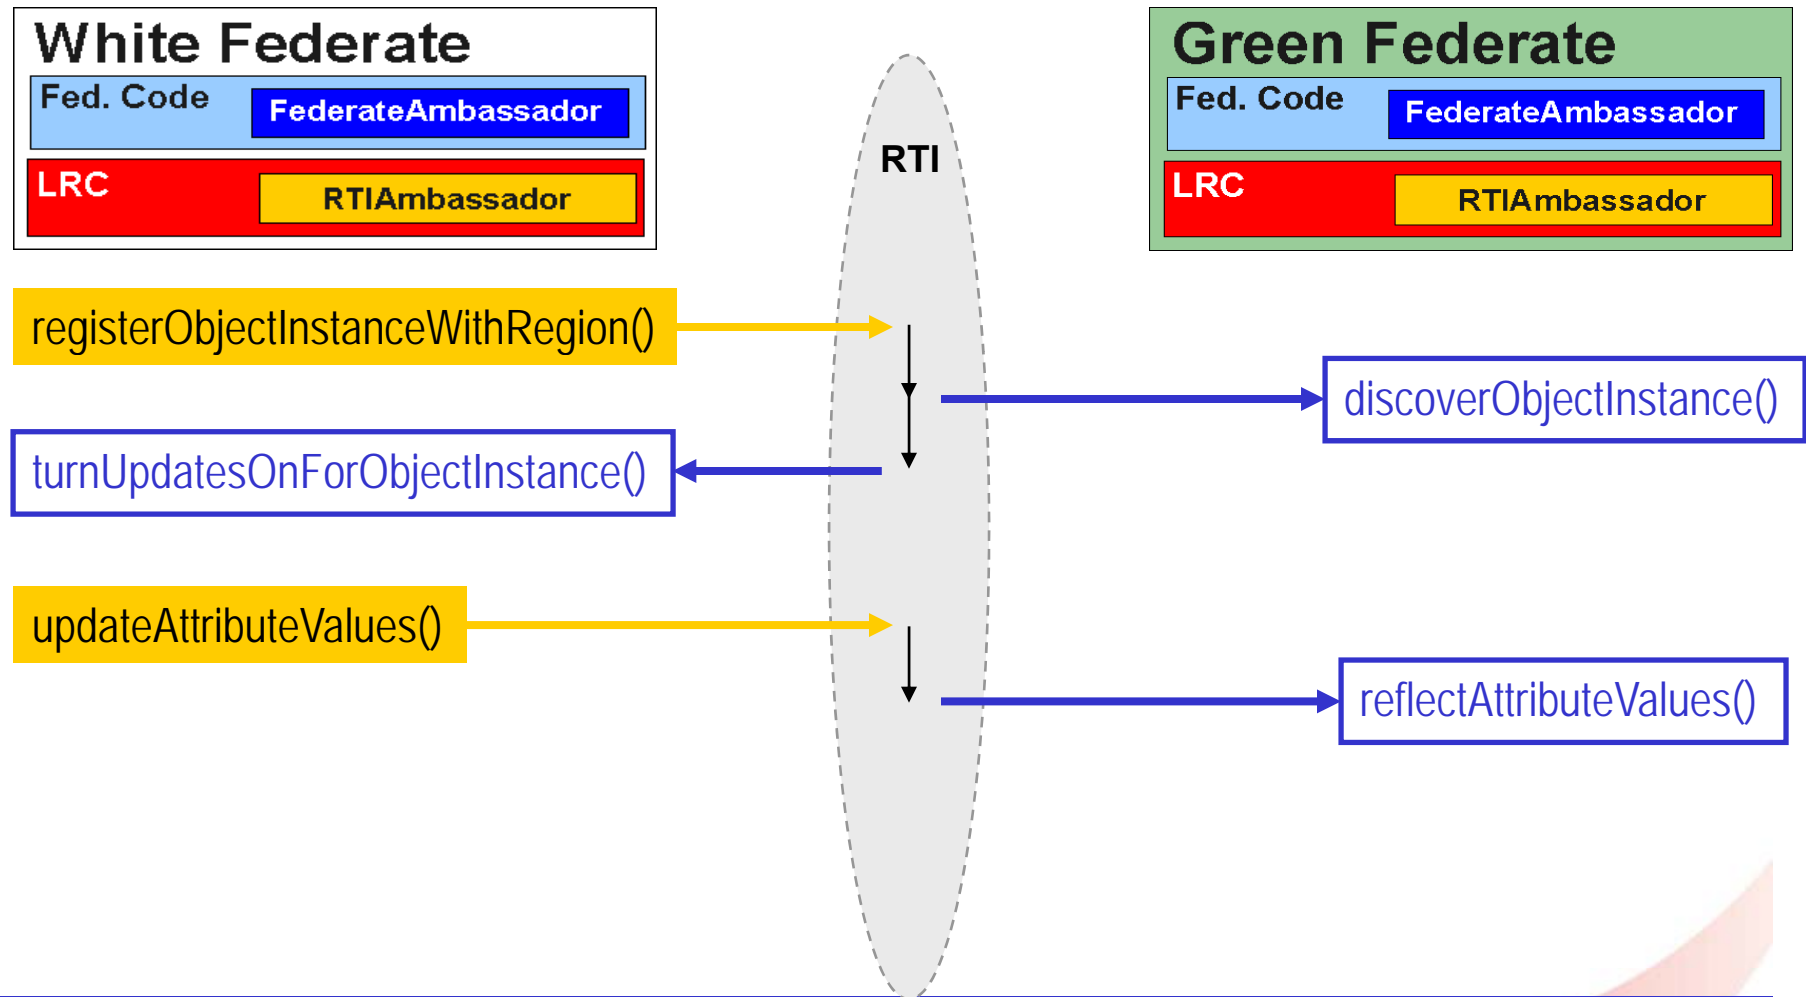 White Federate
Fed. Code
FederateAmbassador
LRC
RTIAmbassador
RTI
Green Federate
Fed. Code
FederateAmbassador
LRC
RTIAmbassador
registerObjectInstanceWithRegion()
discoverObjectInstance()
turnUpdatesOnForObjectInstance()
updateAttributeValues()
reflectAttributeValues()